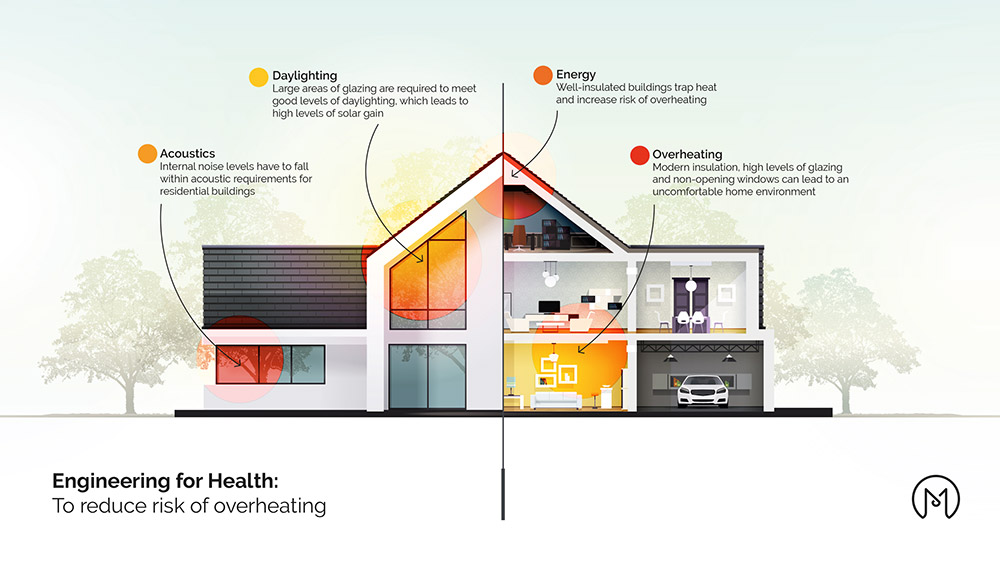 Daylighting
Large areas of glazing are required to meet
good levels of daylighting, which leads to
high levels of solar gain
Energy
Well-insulated buildings trap heat
and increase risk of overheating
Acoustics
Internal noise levels have to fall
within acoustic requirements for
residential buildings
Overheating
Modern insulation, high levels of glazing
and non-opening windows can lead to an
uncomfortable home environment
Engineering for Health:
To reduce risk of overheating
M